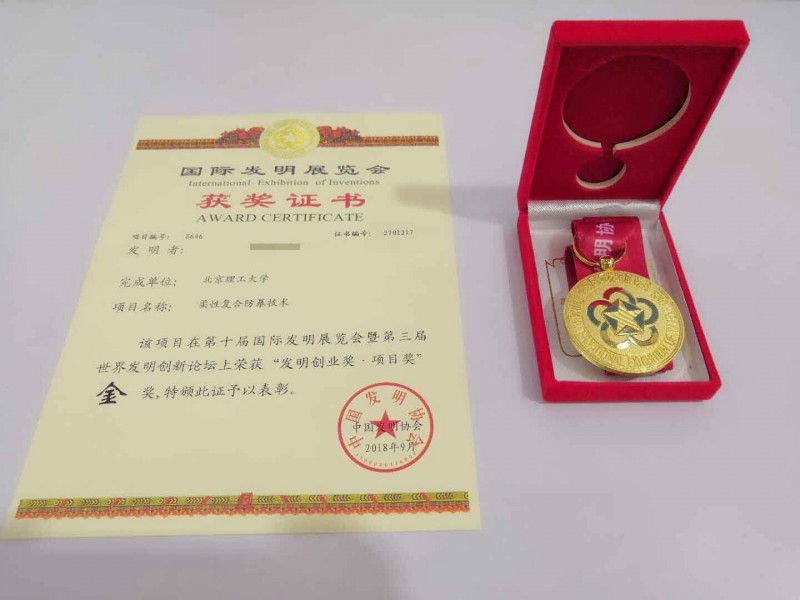 国际发明展览会
International Exhibition of Inventions
获奖证书
AWARD CERTIFICATE
项目编号: E646 证书编号: 2701217
发明者:
完成单位: 北京理工大学
项目名称: 柔性复合防暴技术
该项目在第十届国际发明展览会暨第三届
世界发明创新论坛上荣获“发明创业奖·项目奖”
金奖,特颁此证予以表彰。
中国发明协会
中国发明协会
2018年9月
明协